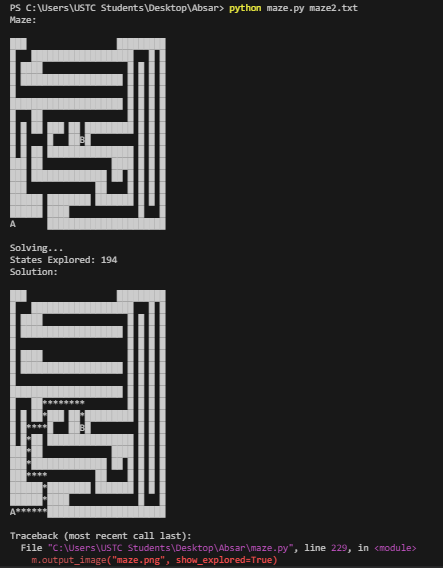 PS C:\Users\USTC Students\Desktop\Absar> python maze.py maze2.txt
Maze:
B
A
Solving...
States Explored: 194
Solution:
********
* *
**** B
*
*
*
****
*
*
A******
Traceback (most recent call last):
File "C:\Users\USTC Students\Desktop\Absar\maze.py", line 229, in <module>
m.output_image("maze.png", show_explored=True)